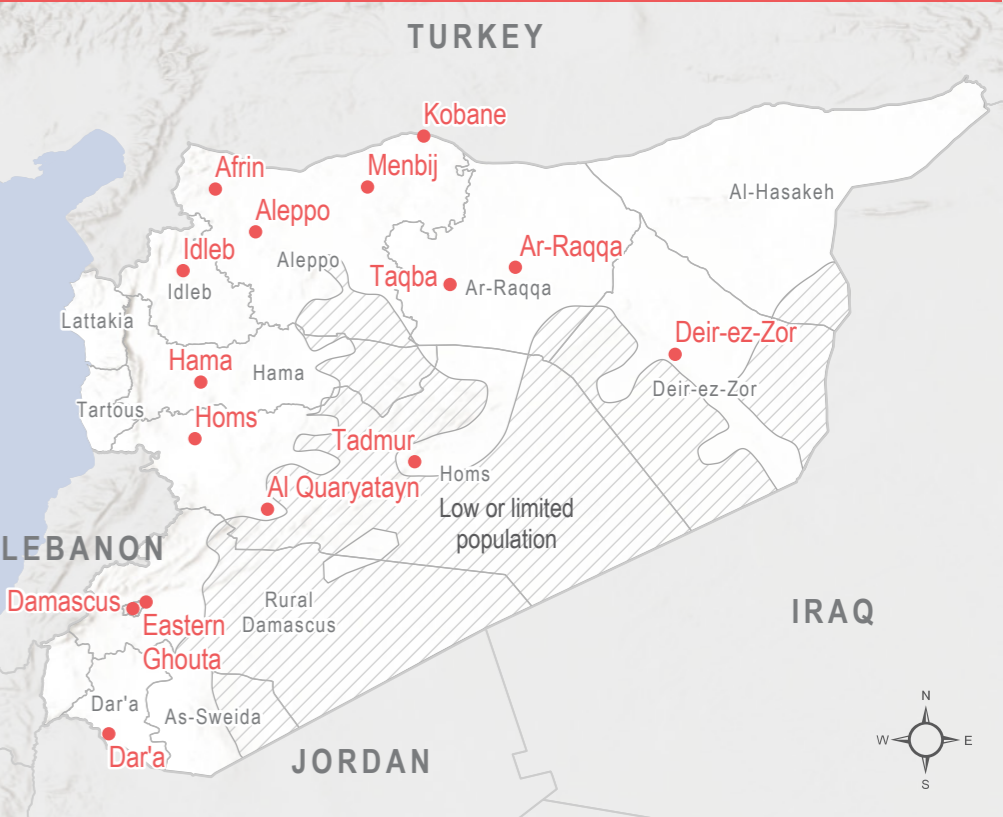 TURKEY
Kobane
Afrin
Menbij
Al-Hasakeh
Aleppo
Idleb
Aleppo
Ar-Raqqa
Taqba
Ar-Raqqa
Idleb
Lattakia
Deir-ez-Zor
Hama
Hama
Deir-ez-Zor
Tartous
Homs
Tadmur
Homs
Al Quaryatayn
Low or limited
population
LEBANON
Damascus
Eastern
Ghouta
Rural
Damascus
IRAQ
Dar'a
As-Sweida
Dar'a
JORDAN
N
W
E
S